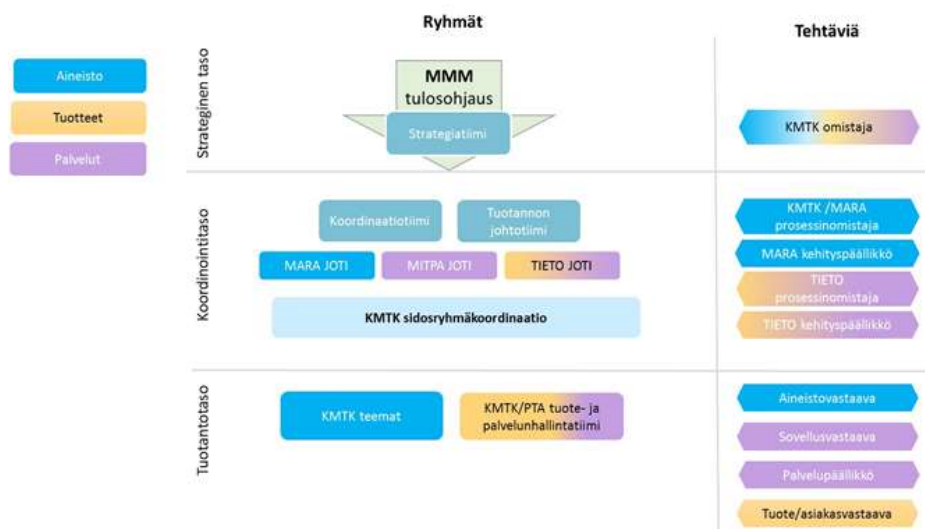 Ryhmät
Tehtäviä
Aineisto
Tuotteet
Palvelut
Strateginen taso
MMM
tulosohjaus
Strategiatiimi
KMTK omistaja
Koordinointitaso
Koordinaatiotiimi
Tuotannon
johtotiimi
MARA JOTI
MITPA JOTI
TIETO JOTI
KMTK sidosryhmäkoordinaatio
KMTK /MARA
prosessinomistaja
MARA kehityspäällikkö
TIETO
prosessinomistaja
TIETO kehityspäällikkö
Tuotantotaso
KMTK teemat
KMTK/PTA tuote- ja
palvelunhallintatiimi
Aineistovastaava
Sovellusvastaava
Palvelupäällikkö
Tuote/asiakasvastaava